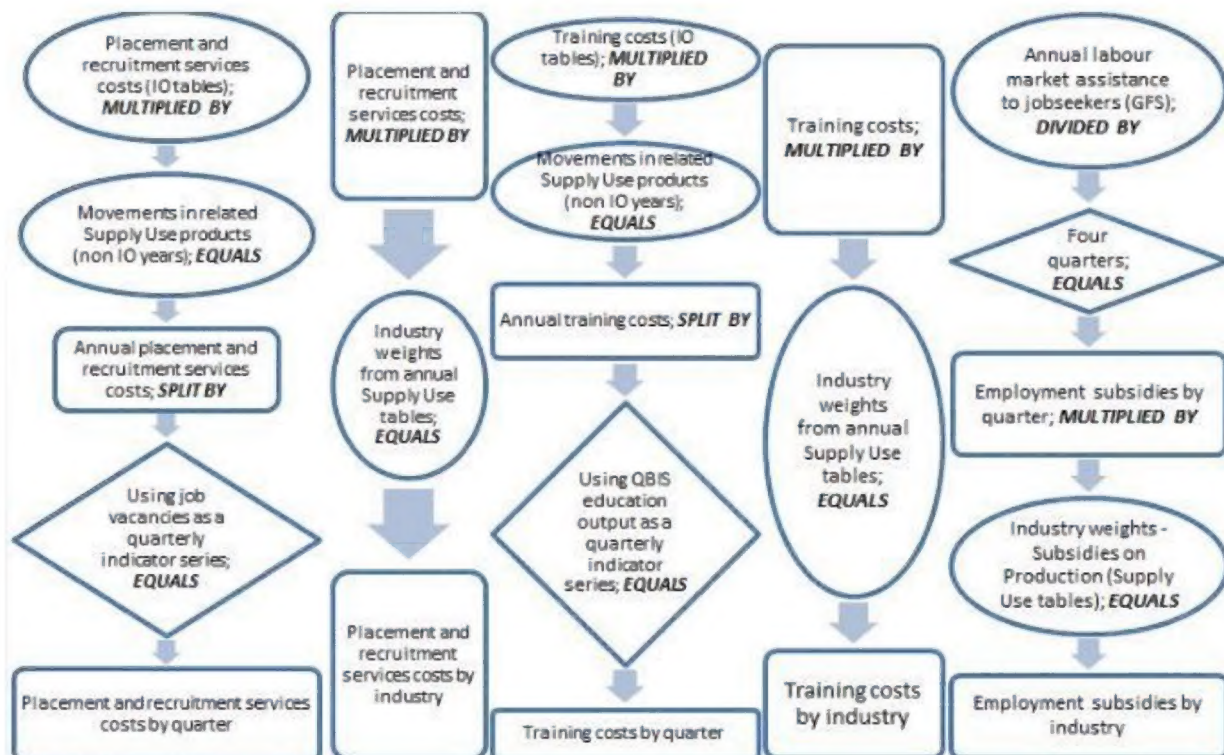 Placement and
recruitment services
costs (IO tables);
MULTIPLIED BY
Movements in related
Supply Use products
(non IO years); EQUALS
Annual placement and
recruitment services
costs; SPLIT BY
Using job
vacancies as a
quarterly
indicator series;
EQUALS
Placement and recruitment services
costs by quarter
Placement and
recruitment
services costs;
MULTIPLIED BY
Industry
weights
from annual
Supply Use
tables;
EQUALS
Placement and
recruitment
services costs by
industry
Training costs (IO
tables); MULTIPLIED
BY
Movements in related
Supply Use products
(non IO years);
EQUALS
Annual training costs; SPLIT BY
Using QBIS
education
output as a
quarterly
indicator
series; EQUALS
Training costs by quarter
Training costs;
MULTIPLIED BY
Industry
weights
from annual
Supply Use
tables;
EQUALS
Training costs
by industry
Annual labour
market assistance
to jobseekers (GFS);
DIVIDED BY
Four
quarters;
EQUALS
Employment subsidies by
quarter; MULTIPLIED BY
Industry weights -
Subsidies on
Production (Supply
Use tables); EQUALS
Employment subsidies by
industry